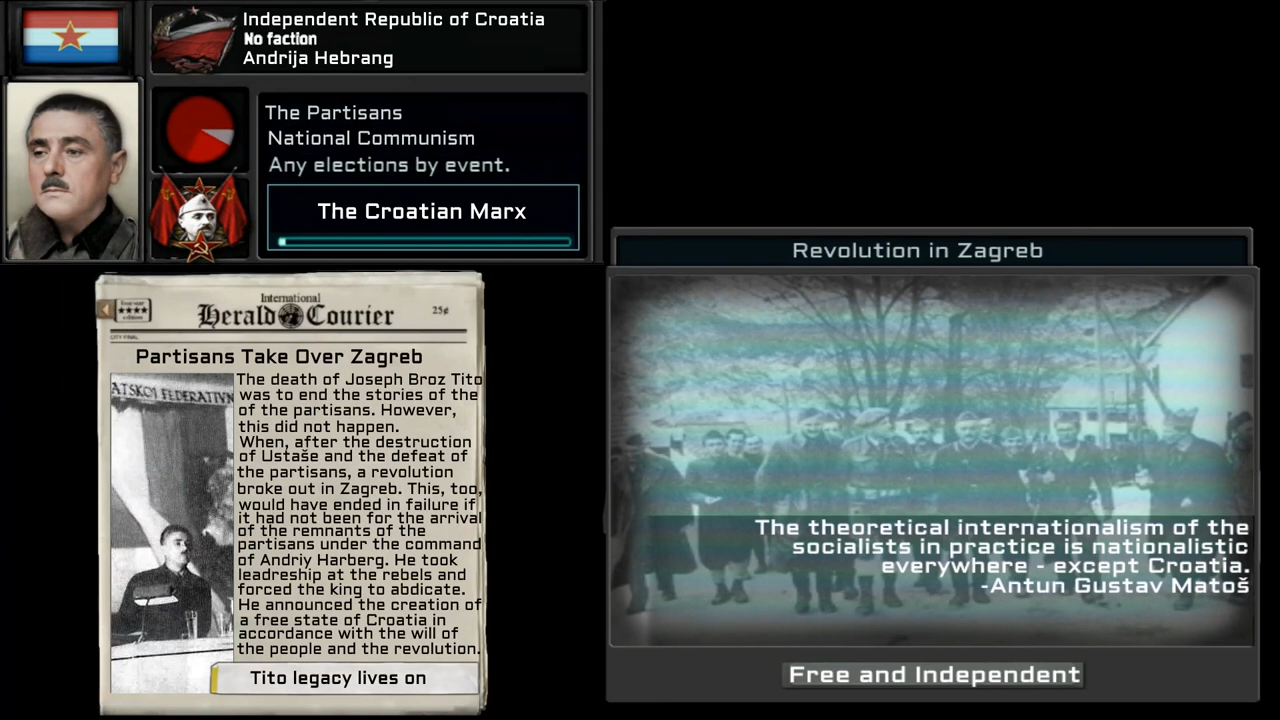 Independent Republic of Croatia
No faction
Andrija Hebrang
The Partisans
National Communism
Any elections by event.
The Croatian Marx
International
Herald Courier
25¢
CITY FINAL
Partisans Take Over Zagreb
ATSKOJ FEDERATIVN
The death of Joseph Broz Tito
was to end the stories of the
of the partisans. However,
this did not happen.
When, after the destruction
of Ustaše and the defeat of
the partisans, a revolution
broke out in Zagreb. This, too,
would have ended in failure if
it had not been for the arrival
of the remnants of the
partisans under the command
of Andriy Harberg. He took
leadreship at the rebels and
forced the king to abdicate.
He announced the creation of
a free state of Croatia in
accordance with the will of
the people and the revolution.
Tito legacy lives on
Revolution in Zagreb
The theoretical internationalism of the
socialists in practice is nationalistic
everywhere - except Croatia.
-Antun Gustav Matoš
Free and Independent